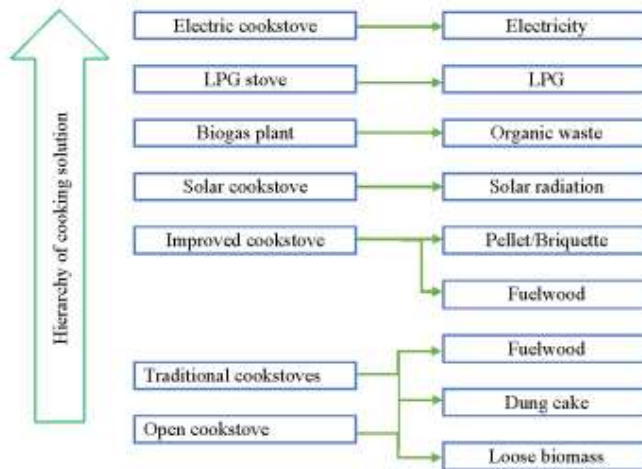 Hierarchy of cooking solution
Electric cookstove
Electricity
LPG stove
LPG
Biogas plant
Organic waste
Solar cookstove
Solar radiation
Improved cookstove
Pellet/Briquette
Fuelwood
Fuelwood
Traditional cookstoves
Dung cake
Open cookstove
Loose biomass